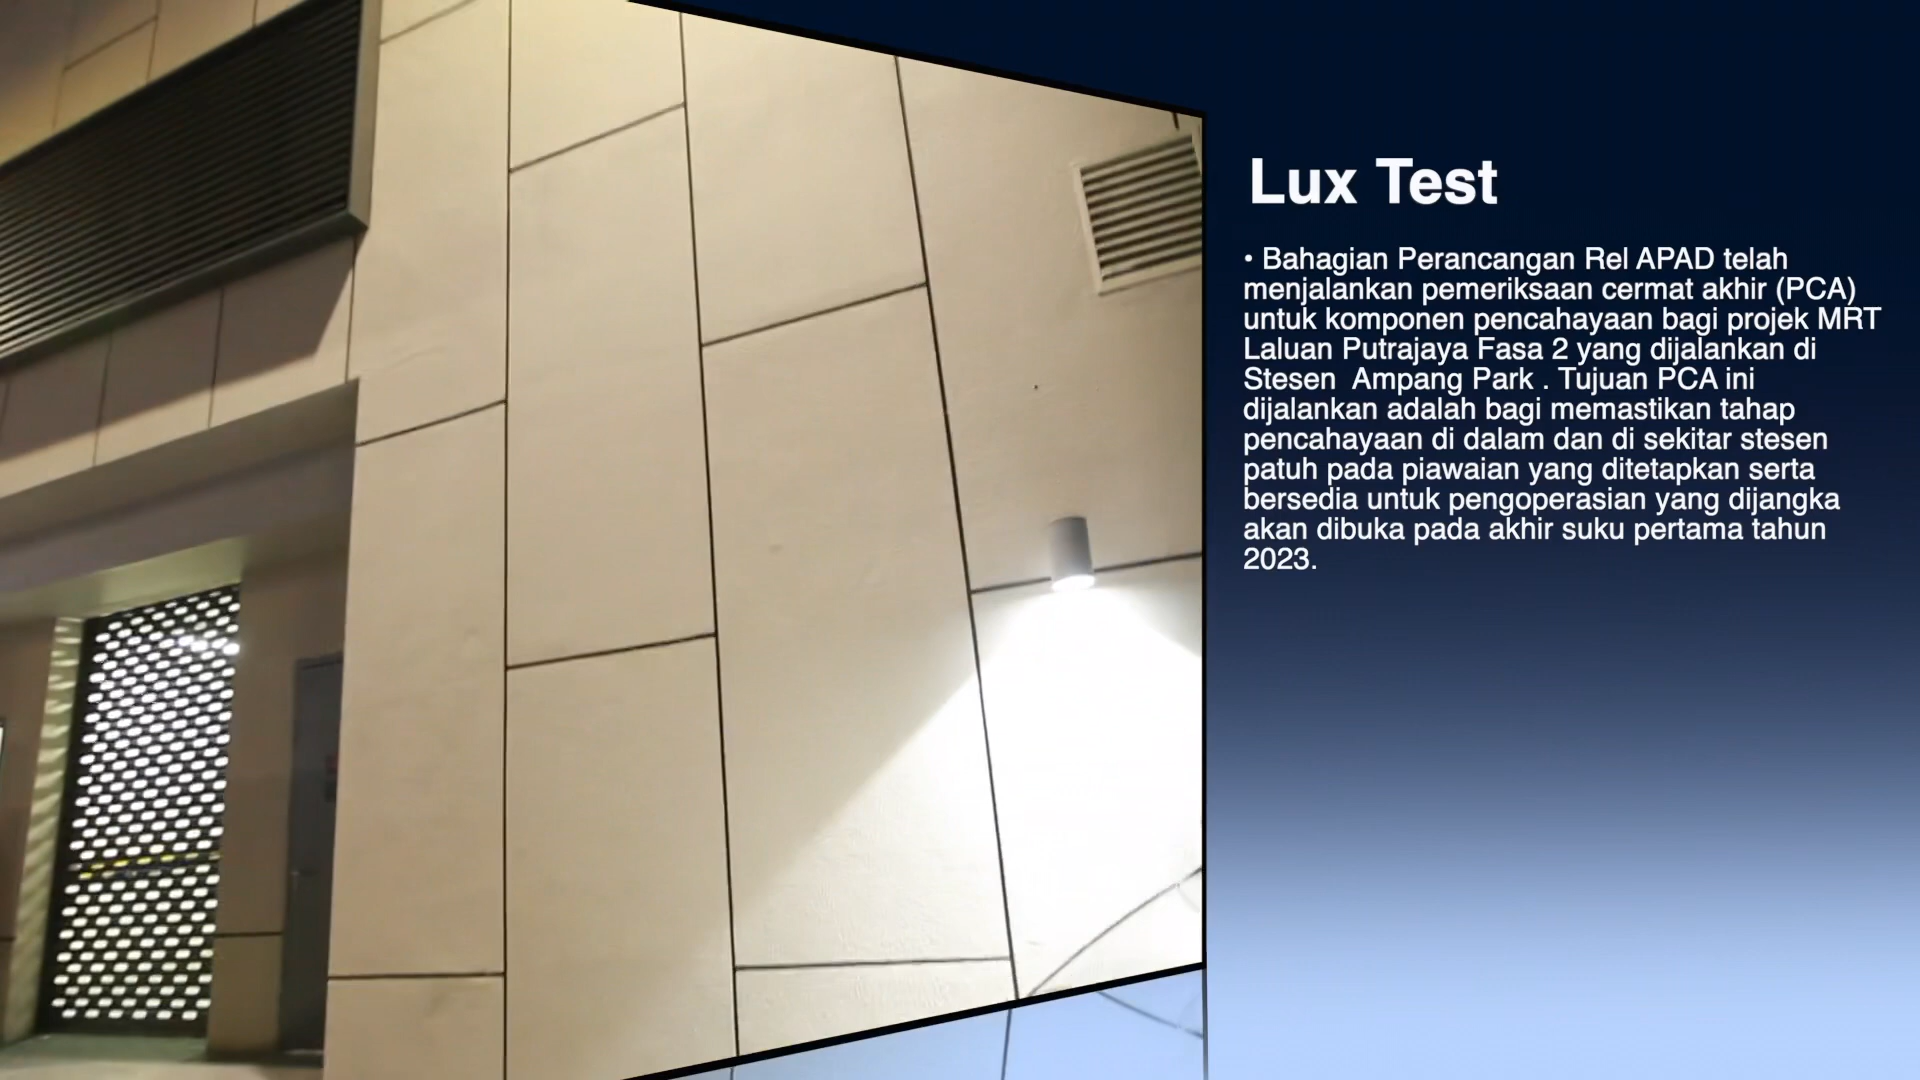 Lux Test
• Bahagian Perancangan Rel APAD telah
menjalankan pemeriksaan cermat akhir (PCA)
untuk komponen pencahayaan bagi projek MRT
Laluan Putrajaya Fasa 2 yang dijalankan di
Stesen  Ampang Park . Tujuan PCA ini
dijalankan adalah bagi memastikan tahap
pencahayaan di dalam dan di sekitar stesen
patuh pada piawaian yang ditetapkan serta
bersedia untuk pengoperasian yang dijangka
akan dibuka pada akhir suku pertama tahun
2023.